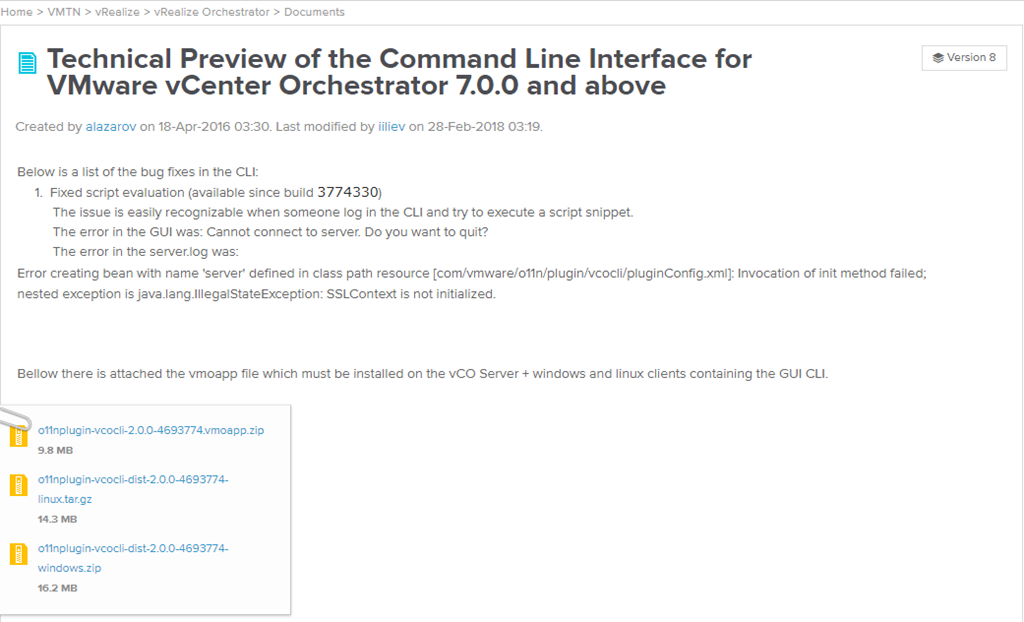 Home > VMTN > vRealize > vRealize Orchestrator > Documents
Technical Preview of the Command Line Interface for
VMware vCenter Orchestrator 7.0.0 and above
Version 8
Created by alazarov on 18-Apr-2016 03:30. Last modified by iiliev on 28-Feb-2018 03:19.
Below is a list of the bug fixes in the CLI:
1. Fixed script evaluation (available since build 3774330)
The issue is easily recognizable when someone log in the CLI and try to execute a script snippet.
The error in the GUI was: Cannot connect to server. Do you want to quit?
The error in the server.log was:
Error creating bean with name 'server' defined in class path resource [com/vmware/o11n/plugin/vcocli/pluginConfig.xml]: Invocation of init method failed;
nested exception is java.lang.IllegalStateException: SSLContext is not initialized.
Bellow there is attached the vmoapp file which must be installed on the vCO Server + windows and linux clients containing the GUI CLI.
o11nplugin-vcocli-2.0.0-4693774.vmoapp.zip
9.8 MB
o11nplugin-vcocli-dist-2.0.0-4693774-
linux.tar.gz
14.3 MB
o11nplugin-vcocli-dist-2.0.0-4693774-
windows.zip
16.2 MB